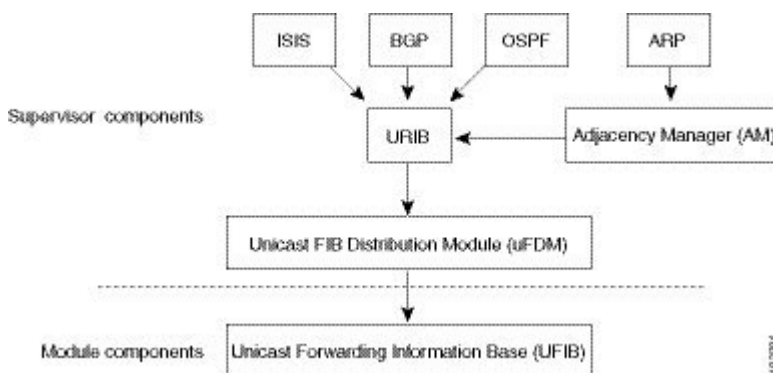 ISIS
BGP
OSPF
ARP
Supervisor components
URIB
Adjacency Manager (AM)
Unicast FIB Distribution Module (uFDM)
Module components
Unicast Forwarding Information Base (UFIB)